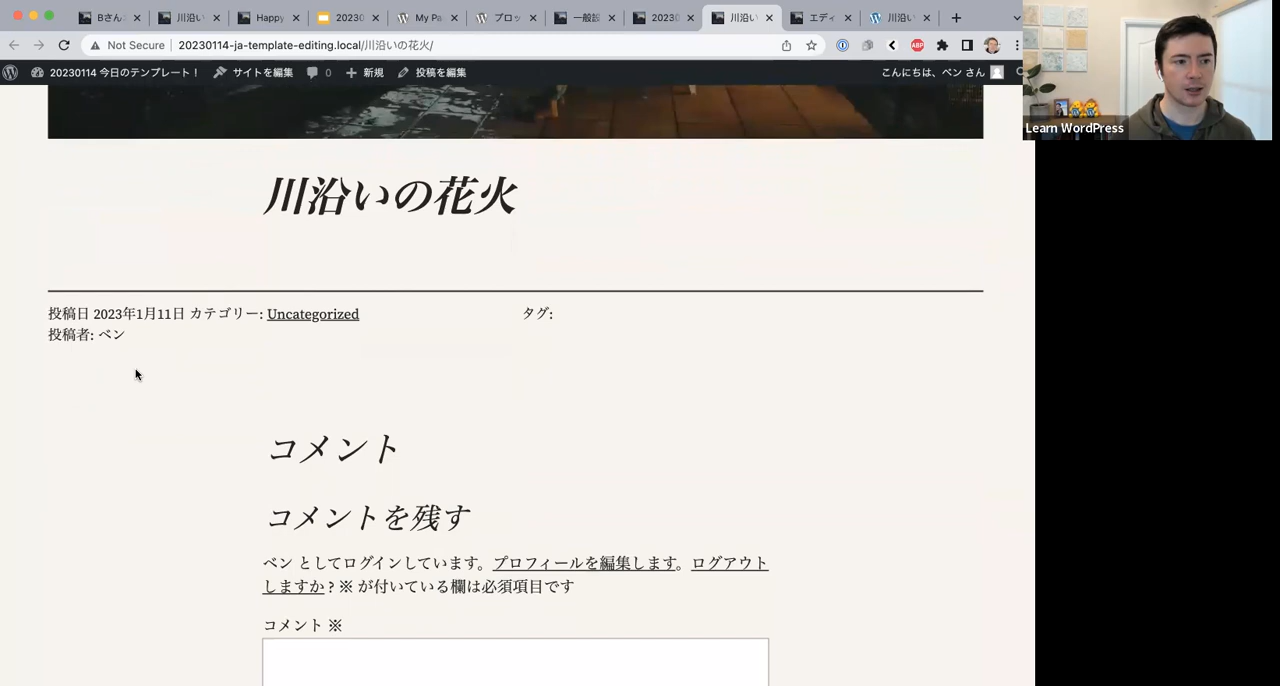 Bさん
川沿い
Happy
20230
My Pa
ブロッ
一般設
20230
川沿い
エディ
川沿い
Not Secure
20230114-ja-template-editing.local/川沿いの花火/
ABP
20230114 今日のテンプレート！
サイトを編集
0
新規
投稿を編集
こんにちは、ベン さん
Learn WordPress
川沿いの花火
投稿日 2023年1月11日 カテゴリー: Uncategorized
タグ:
投稿者: ベン
コメント
コメントを残す
ベン としてログインしています。プロフィールを編集します。ログアウト
しますか ? ※ が付いている欄は必須項目です
コメント ※